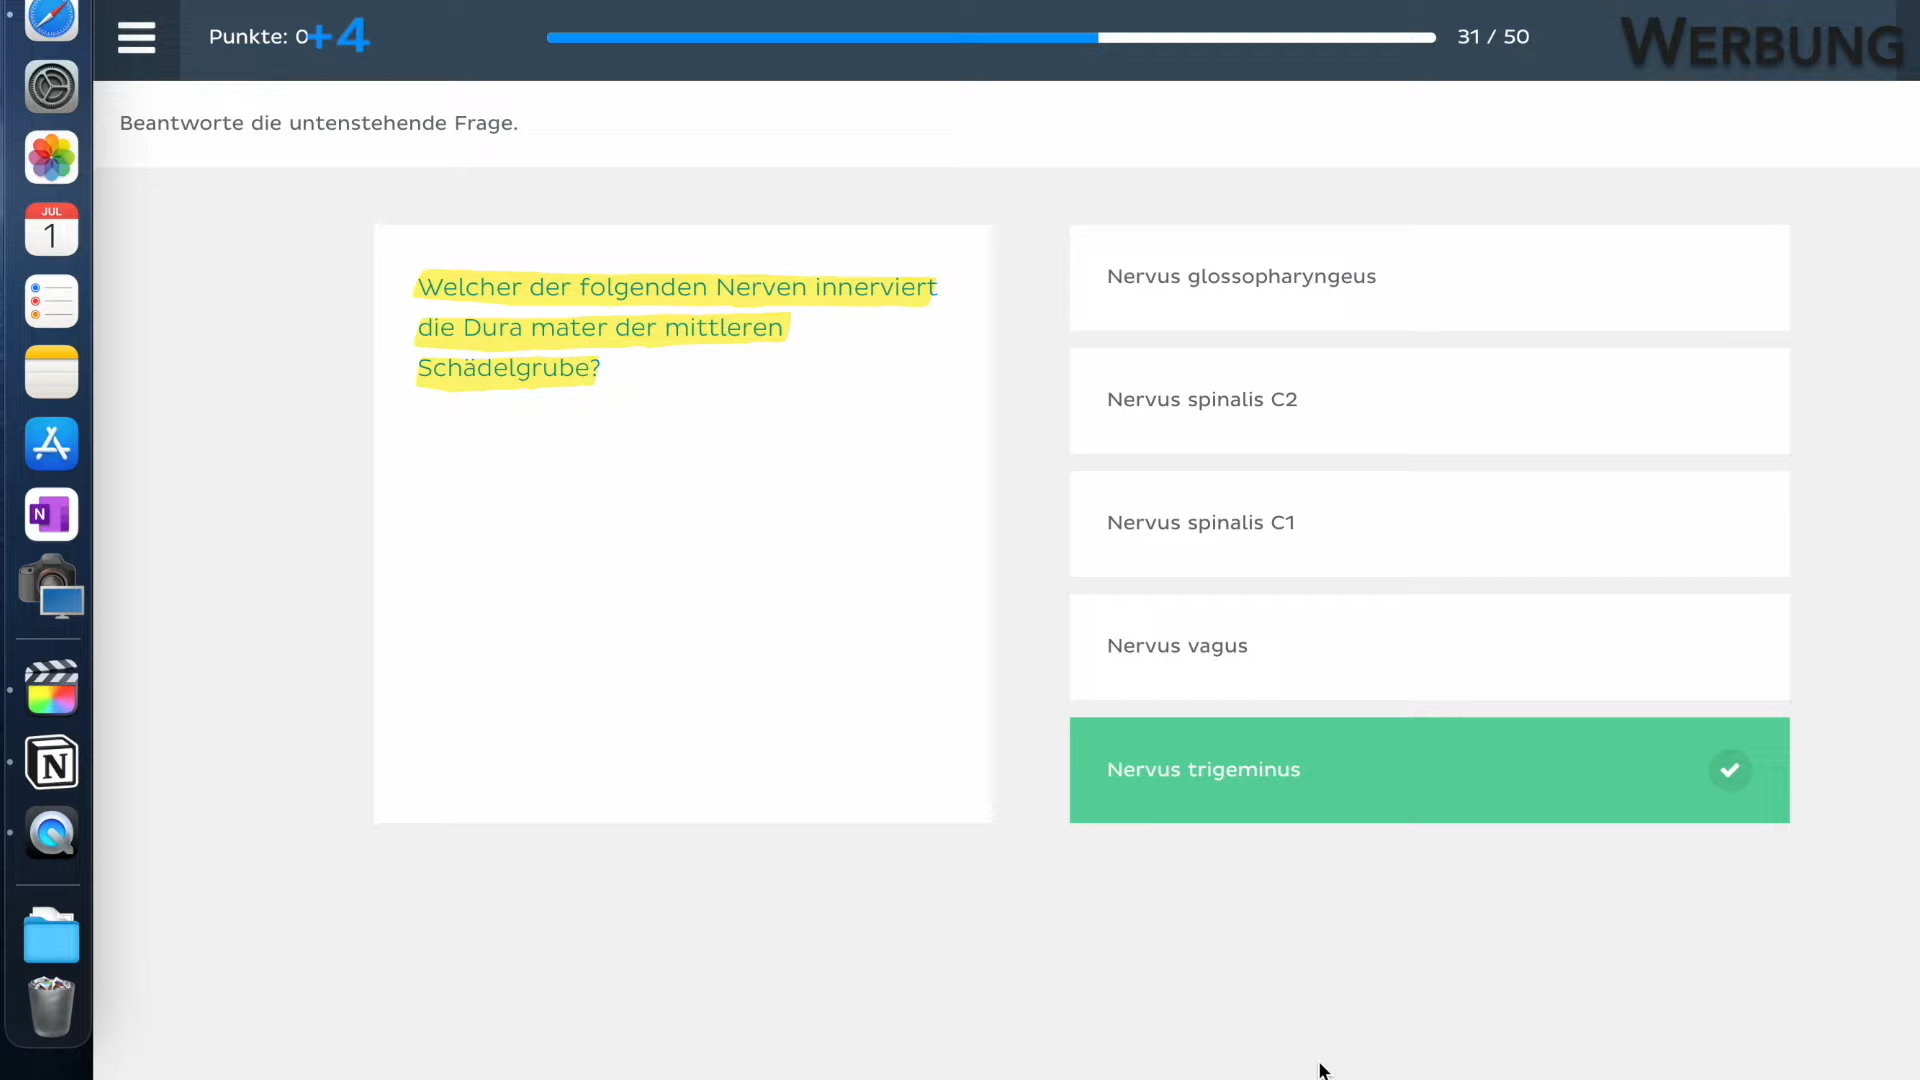 Punkte: 0+4
31 / 50
WERBUNG
Beantworte die untenstehende Frage.
JUL
1
Welcher der folgenden Nerven innerviert
die Dura mater der mittleren
Schädelgrube?
Nervus glossopharyngeus
Nervus spinalis C2
Nervus spinalis C1
Nervus vagus
Nervus trigeminus
N
N